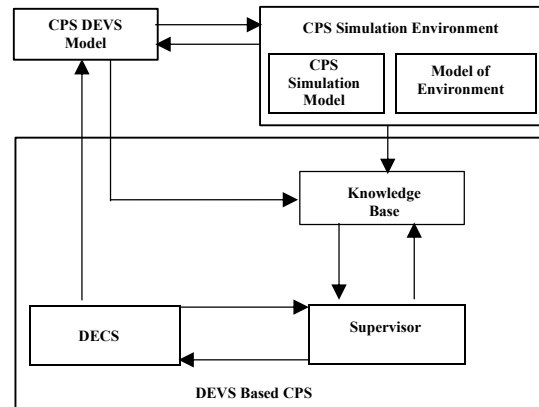 CPS DEVS
Model
CPS Simulation Environment
CPS
Simulation
Model
Model of
Environment
Knowledge
Base
DECS
Supervisor
DEVS Based CPS